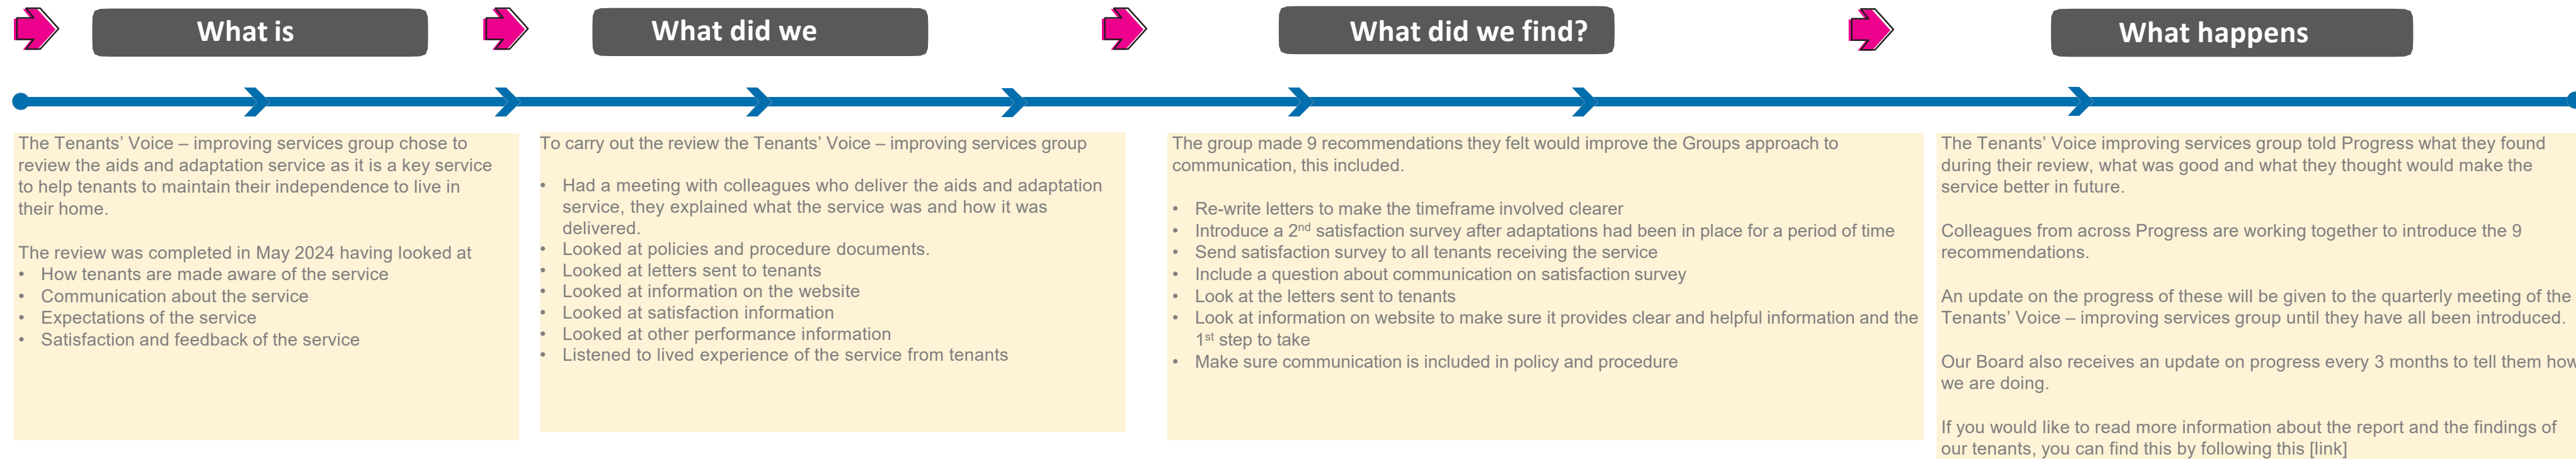 What is
What did we
What did we find?
What happens
The Tenants’ Voice – improving services group chose to
review the aids and adaptation service as it is a key service
to help tenants to maintain their independence to live in
their home.
The review was completed in May 2024 having looked at
• How tenants are made aware of the service
• Communication about the service
• Expectations of the service
• Satisfaction and feedback of the service
To carry out the review the Tenants’ Voice – improving services group
• Had a meeting with colleagues who deliver the aids and adaptation
service, they explained what the service was and how it was
delivered.
• Looked at policies and procedure documents.
• Looked at letters sent to tenants
• Looked at information on the website
• Looked at satisfaction information
• Looked at other performance information
• Listened to lived experience of the service from tenants
The group made 9 recommendations they felt would improve the Groups approach to
communication, this included.
• Re-write letters to make the timeframe involved clearer
• Introduce a 2nd satisfaction survey after adaptations had been in place for a period of time
• Send satisfaction survey to all tenants receiving the service
• Include a question about communication on satisfaction survey
• Look at the letters sent to tenants
• Look at information on website to make sure it provides clear and helpful information and the
1st step to take
• Make sure communication is included in policy and procedure
The Tenants’ Voice improving services group told Progress what they found
during their review, what was good and what they thought would make the
service better in future.
Colleagues from across Progress are working together to introduce the 9
recommendations.
An update on the progress of these will be given to the quarterly meeting of the
Tenants’ Voice – improving services group until they have all been introduced.
Our Board also receives an update on progress every 3 months to tell them how
we are doing.
If you would like to read more information about the report and the findings of
our tenants, you can find this by following this [link]